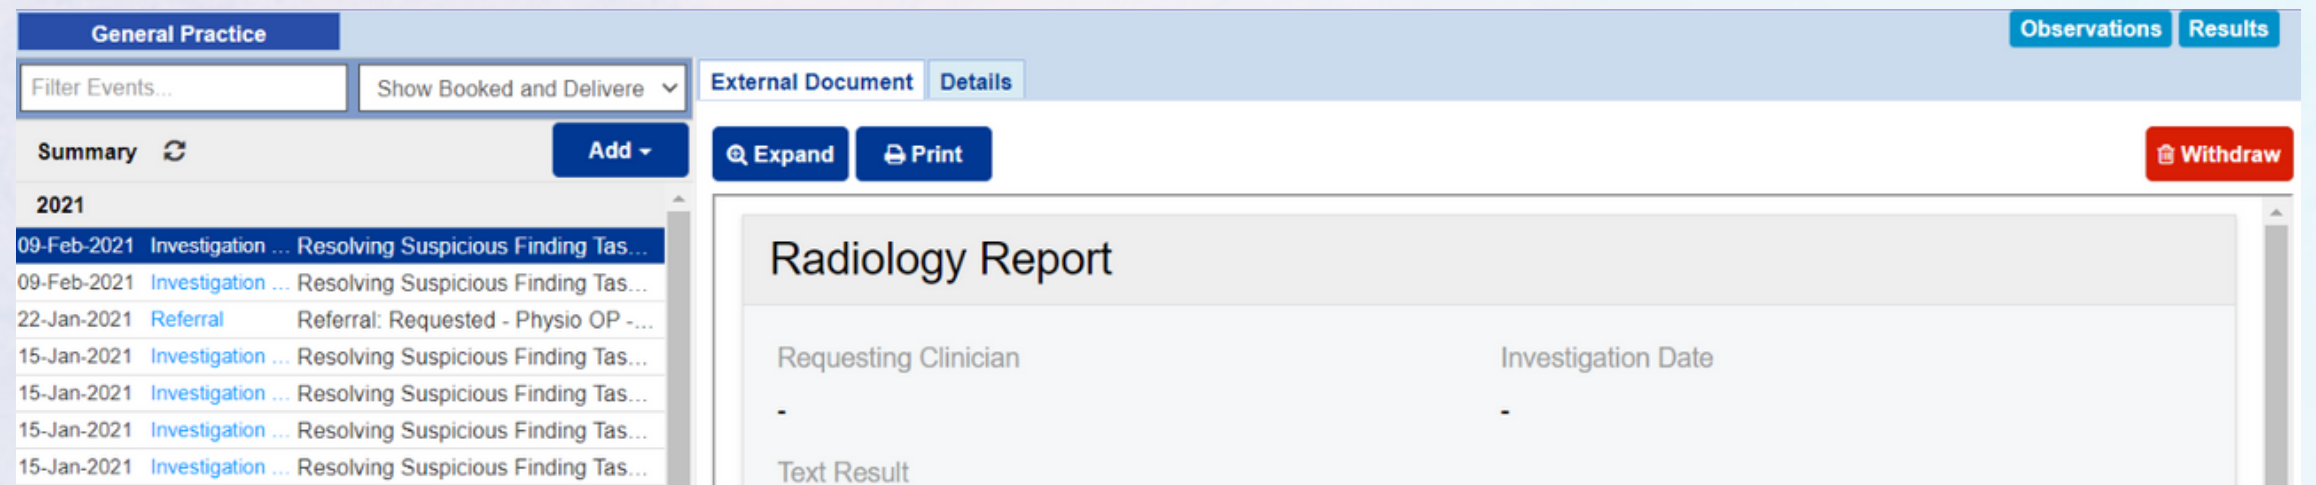 General Practice
Observations Results
Filter Events... Show Booked and Delivere
External Document Details
Summary Add
Expand Print Withdraw
2021
09-Feb-2021 Investigation ... Resolving Suspicious Finding Tas...
09-Feb-2021 Investigation ... Resolving Suspicious Finding Tas...
22-Jan-2021 Referral Referral: Requested - Physio OP -...
15-Jan-2021 Investigation ... Resolving Suspicious Finding Tas...
15-Jan-2021 Investigation ... Resolving Suspicious Finding Tas...
15-Jan-2021 Investigation ... Resolving Suspicious Finding Tas...
15-Jan-2021 Investigation ... Resolving Suspicious Finding Tas...
Radiology Report
Requesting Clinician Investigation Date
- -
Text Result